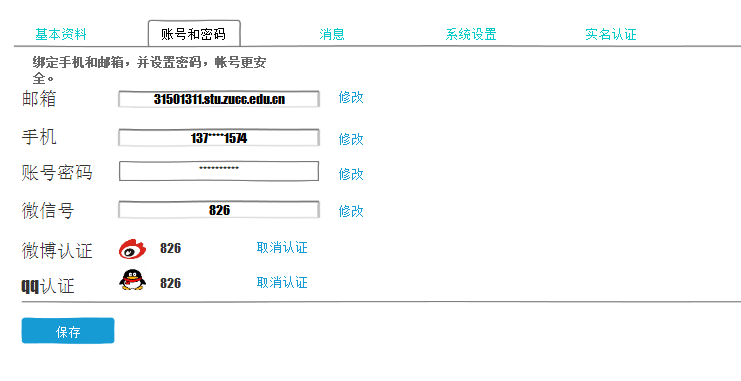 基本资料 账号和密码 消息 系统设置 实名认证
绑定手机和邮箱，并设置密码，帐号更安
全。
邮箱 31501311.stu.zucc.edu.cn 修改
手机 137****1574 修改
账号密码 ********** 修改
微信号 826 修改
微博认证 826 取消认证
qq认证 826 取消认证
保存